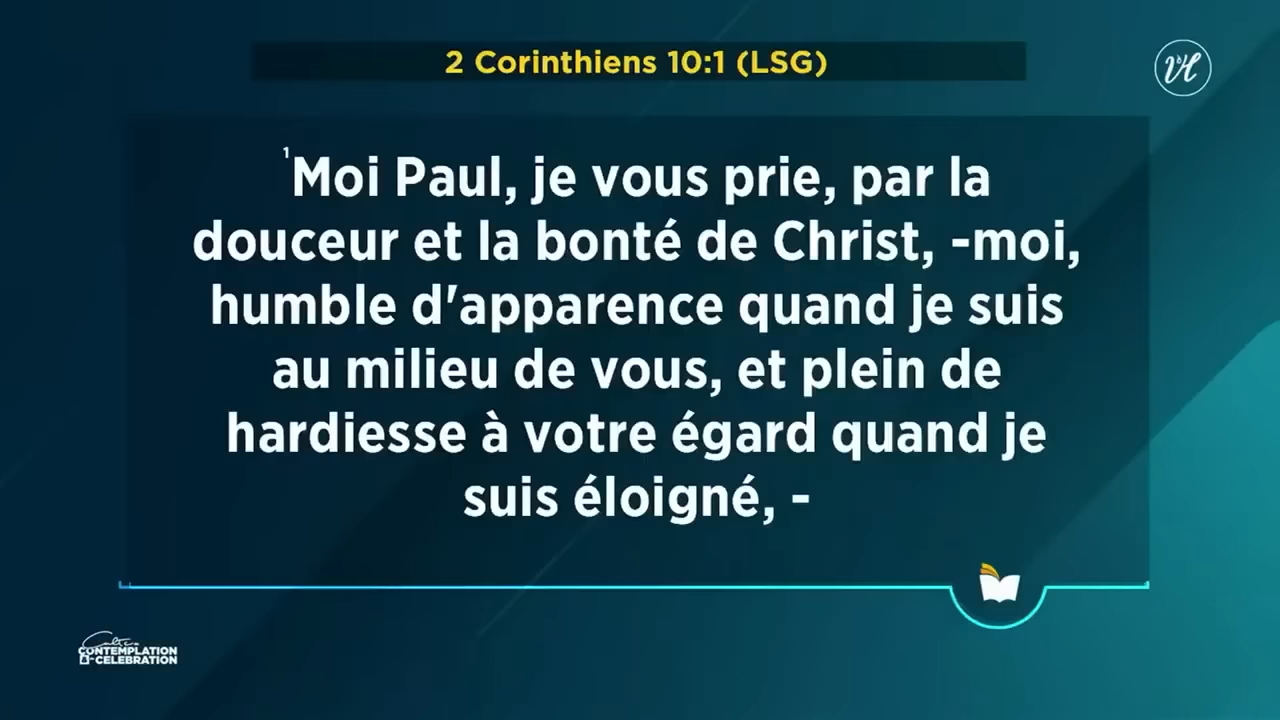 2 Corinthiens 10:1 (LSG)
¹Moi Paul, je vous prie, par la
douceur et la bonté de Christ, -moi,
humble d'apparence quand je suis
au milieu de vous, et plein de
hardiesse à votre égard quand je
suis éloigné, -
CONTEMPLATION
CELEBRATION